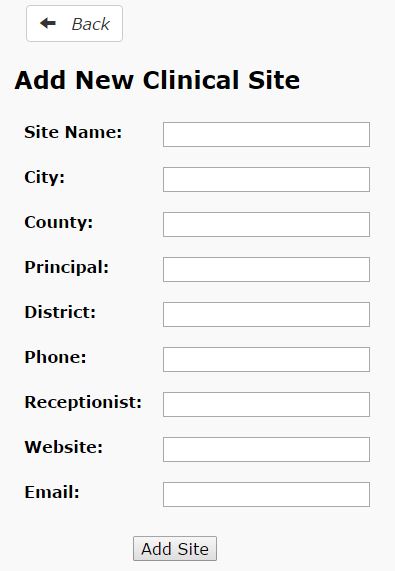 Back
Add New Clinical Site
Site Name:
City:
County:
Principal:
District:
Phone:
Receptionist:
Website:
Email:
Add Site